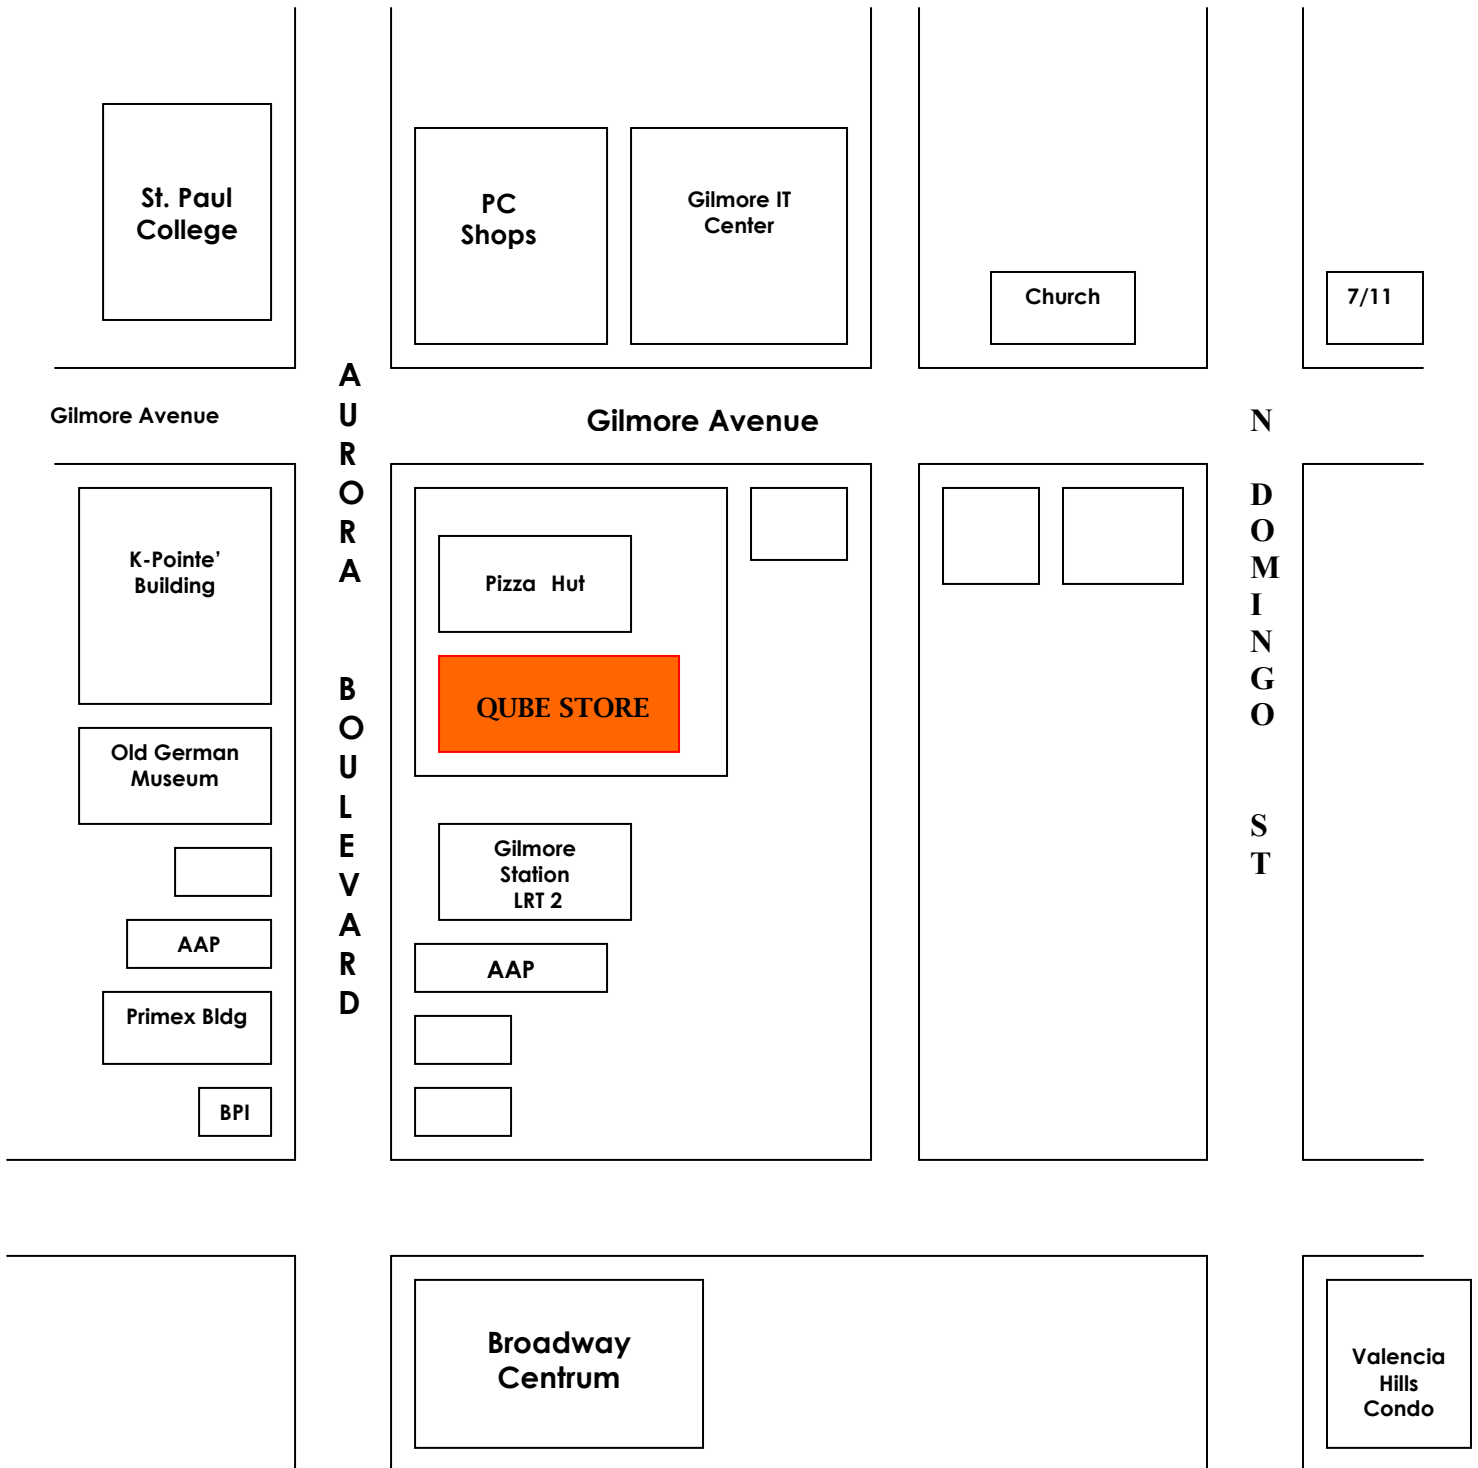 St. Paul
College
PC
Shops
Gilmore IT
Center
Church
7/11
Gilmore Avenue
Gilmore Avenue
AURORA BOULEVARD
N DOMINGO ST
K-Pointe’
Building
Pizza Hut
QUBE STORE
Old German
Museum
Gilmore
Station
LRT 2
AAP
AAP
Primex Bldg
BPI
Broadway
Centrum
Valencia
Hills
Condo